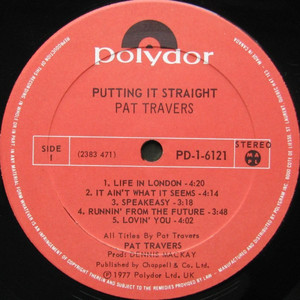 polydor
PUTTING IT STRAIGHT
PAT TRAVERS
SIDE 1
(2383 471)
PD-1-6121
STEREO
1. LIFE IN LONDON - 4:20
2. IT AIN'T WHAT IT SEEMS - 4:14
3. SPEAKEASY - 3:18
4. RUNNIN' FROM THE FUTURE - 3:48
5. LOVIN' YOU - 4:02
All Titles By Pat Travers
PAT TRAVERS
Prod: DENNIS MACKAY
Published by Chappell & Co. Ltd.
℗ 1977 Polydor Ltd. UK